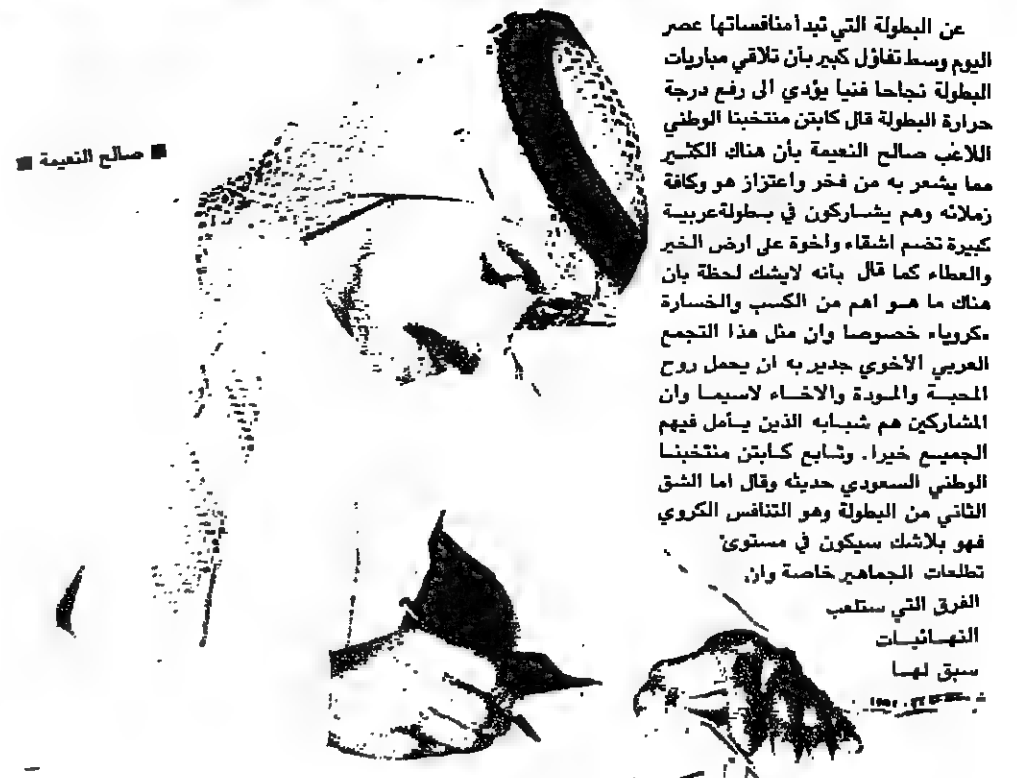 عن البطولة التي تبدأ منافساتها عصر
اليوم وسط تفاؤل كبير بأن تلاقي مباريات
البطولة نجاحا فنيا يؤدي الى رفع درجة
حرارة البطولة قال كابتن منتخبنا الوطني
اللاعب صالح النعيمة بأن هناك الكثير
مما يشعر به من فخر وأعتزاز هو وكافة
زملائه وهم يشاركون في بطولة عربية
كبيرة تضم اشقاء وأخوة على ارض الخير
والعطاء كما قال بأنه لايشك لحظة بان
هناك ما هو اهم من الكسب والخسارة
«كرويا» خصوصا وان مثل هذا التجمع
العربي الأخوي جدير به ان يحمل روح
المحبة والمودة والاخاء لاسيما وان
المشاركين هم شبابه الذين يأمل فيهم
الجميع خيرا . وتابع كابتن منتخبنا
الوطني السعودي حديثه وقال اما الشق
الثاني من البطولة وهو التنافس الكروي
فهو بلاشك سيكون في مستوى
تطلعات الجماهير خاصة وان
الفرق التي ستلعب
النهائيات
سبق لها
■ صالح النعيمة ■